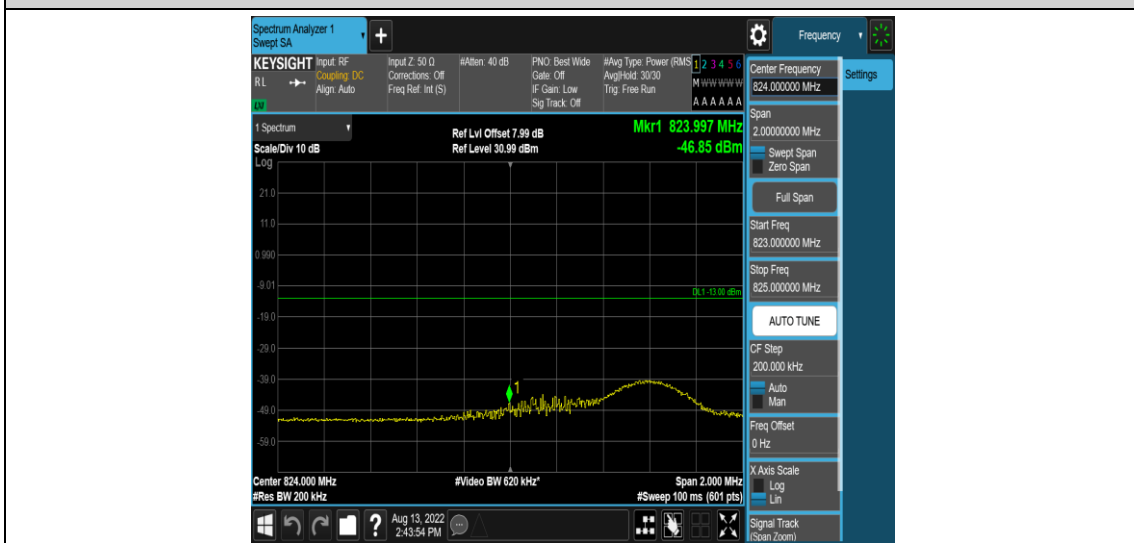 Spectrum Analyzer 1
Swept SA
+
Frequency
KEYSIGHT
RL
LXI
Input: RF
Coupling: DC
Align: Auto
Input Z: 50 Ω
Corrections: Off
Freq Ref: Int (S)
#Atten: 40 dB
PNO: Best Wide
Gate: Off
IF Gain: Low
Sig Track: Off
#Avg Type: Power (RMS
Avg|Hold: 30/30
Trig: Free Run
1 2 3 4 5 6
M W W W W W
A A A A A A
1 Spectrum
Scale/Div 10 dB
Log
Ref Lvl Offset 7.99 dB
Ref Level 30.99 dBm
Mkr1 823.997 MHz
-46.85 dBm
21.0
11.0
0.990
-9.01
DL1 -13.00 dBm
-19.0
-29.0
-39.0
1
-49.0
-59.0
Center 824.000 MHz
#Res BW 200 kHz
#Video BW 620 kHz*
Span 2.000 MHz
#Sweep 100 ms (601 pts)
?
Aug 13, 2022
2:43:54 PM
Center Frequency
824.000000 MHz
Settings
Span
2.00000000 MHz
Swept Span
Zero Span
Full Span
Start Freq
823.000000 MHz
Stop Freq
825.000000 MHz
AUTO TUNE
CF Step
200.000 kHz
Auto
Man
Freq Offset
0 Hz
X Axis Scale
Log
Lin
Signal Track
(Span Zoom)